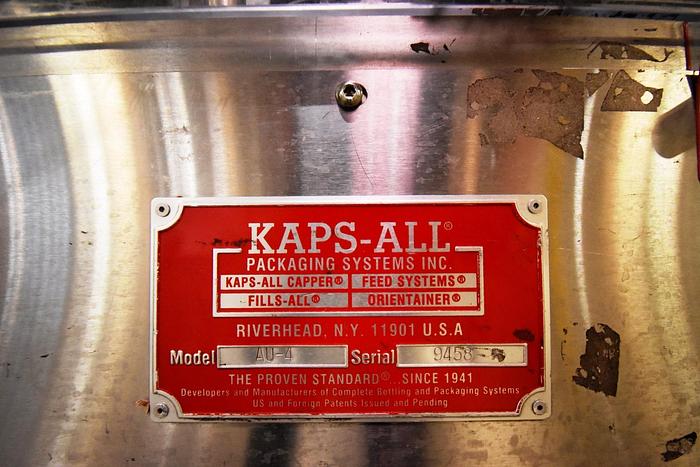 KAPS-ALL®
PACKAGING SYSTEMS INC.
KAPS-ALL CAPPER® FEED SYSTEMS®
FILLS-ALL® ORIENTAINER®
RIVERHEAD, N.Y. 11901 U.S.A
Model AU-4 Serial 9458
THE PROVEN STANDARD®...SINCE 1941
Developers and Manufacturers of Complete Bottling and Packaging Systems
US and Foreign Patents Issued and Pending